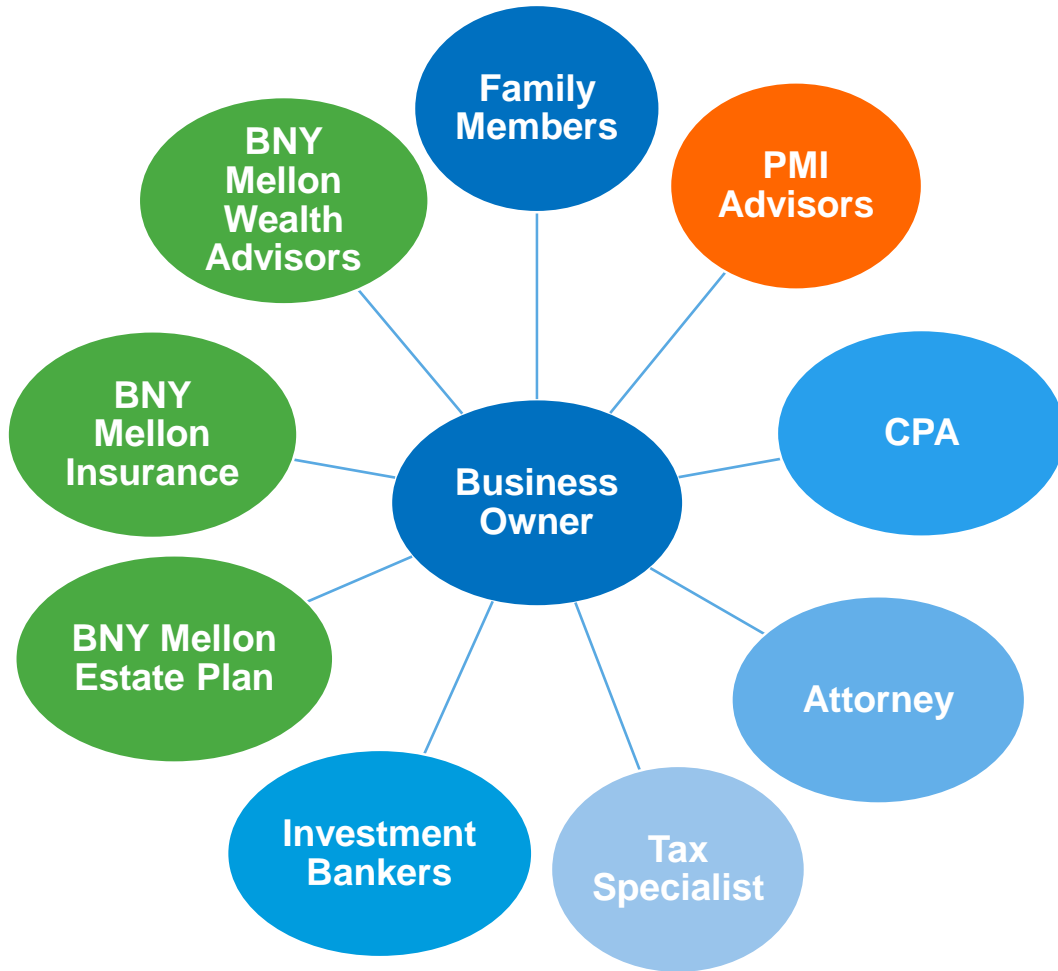 Family
Members
PMI
Advisors
CPA
Attorney
Tax
Specialist
Investment
Bankers
BNY Mellon
Estate Plan
BNY
Mellon
Insurance
BNY
Mellon
Wealth
Advisors
Business
Owner